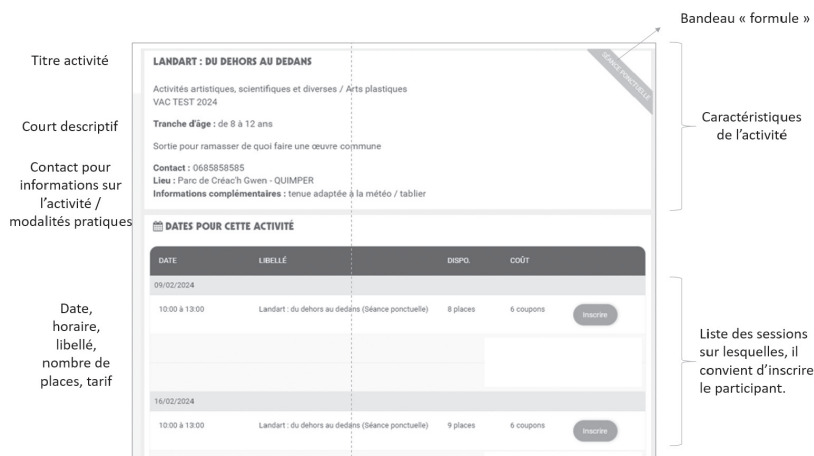 Bandeau « formule »
Titre activité
LANDART : DU DEHORS AU DEDANS
SÉANCE PONCTUELLE
Activités artistiques, scientifiques et diverses / Arts plastiques
VAC TEST 2024
Court descriptif
Tranche d'âge : de 8 à 12 ans
Caractéristiques
de l'activité
Sortie pour ramasser de quoi faire une œuvre commune
Contact pour
informations sur
l'activité /
modalités pratiques
Contact : 0685858585
Lieu : Parc de Créac'h Gwen - QUIMPER
Informations complémentaires : tenue adaptée à la météo / tablier
DATES POUR CETTE ACTIVITÉ
DATE LIBELLÉ DISPO. COÛT
09/02/2024
10:00 à 13:00 Landart : du dehors au dedans (Séance ponctuelle) 8 places 6 coupons Inscrire
Date,
horaire,
libellé,
nombre de
places, tarif
Liste des sessions
sur lesquelles, il
convient d'inscrire
le participant.
16/02/2024
10:00 à 13:00 Landart : du dehors au dedans (Séance ponctuelle) 9 places 6 coupons Inscrire